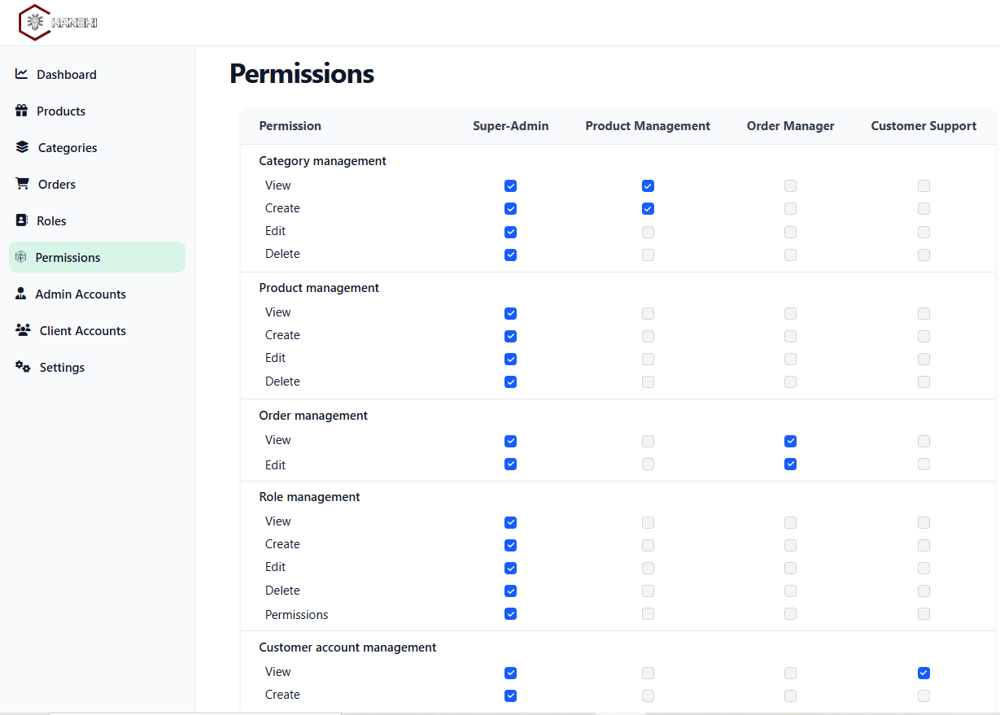 KANEKI
Permissions
Dashboard
Products
Categories
Orders
Roles
Permissions
Admin Accounts
Client Accounts
Settings
Permission Super-Admin Product Management Order Manager Customer Support
Category management
View
Create
Edit
Delete
Product management
View
Create
Edit
Delete
Order management
View
Edit
Role management
View
Create
Edit
Delete
Permissions
Customer account management
View
Create